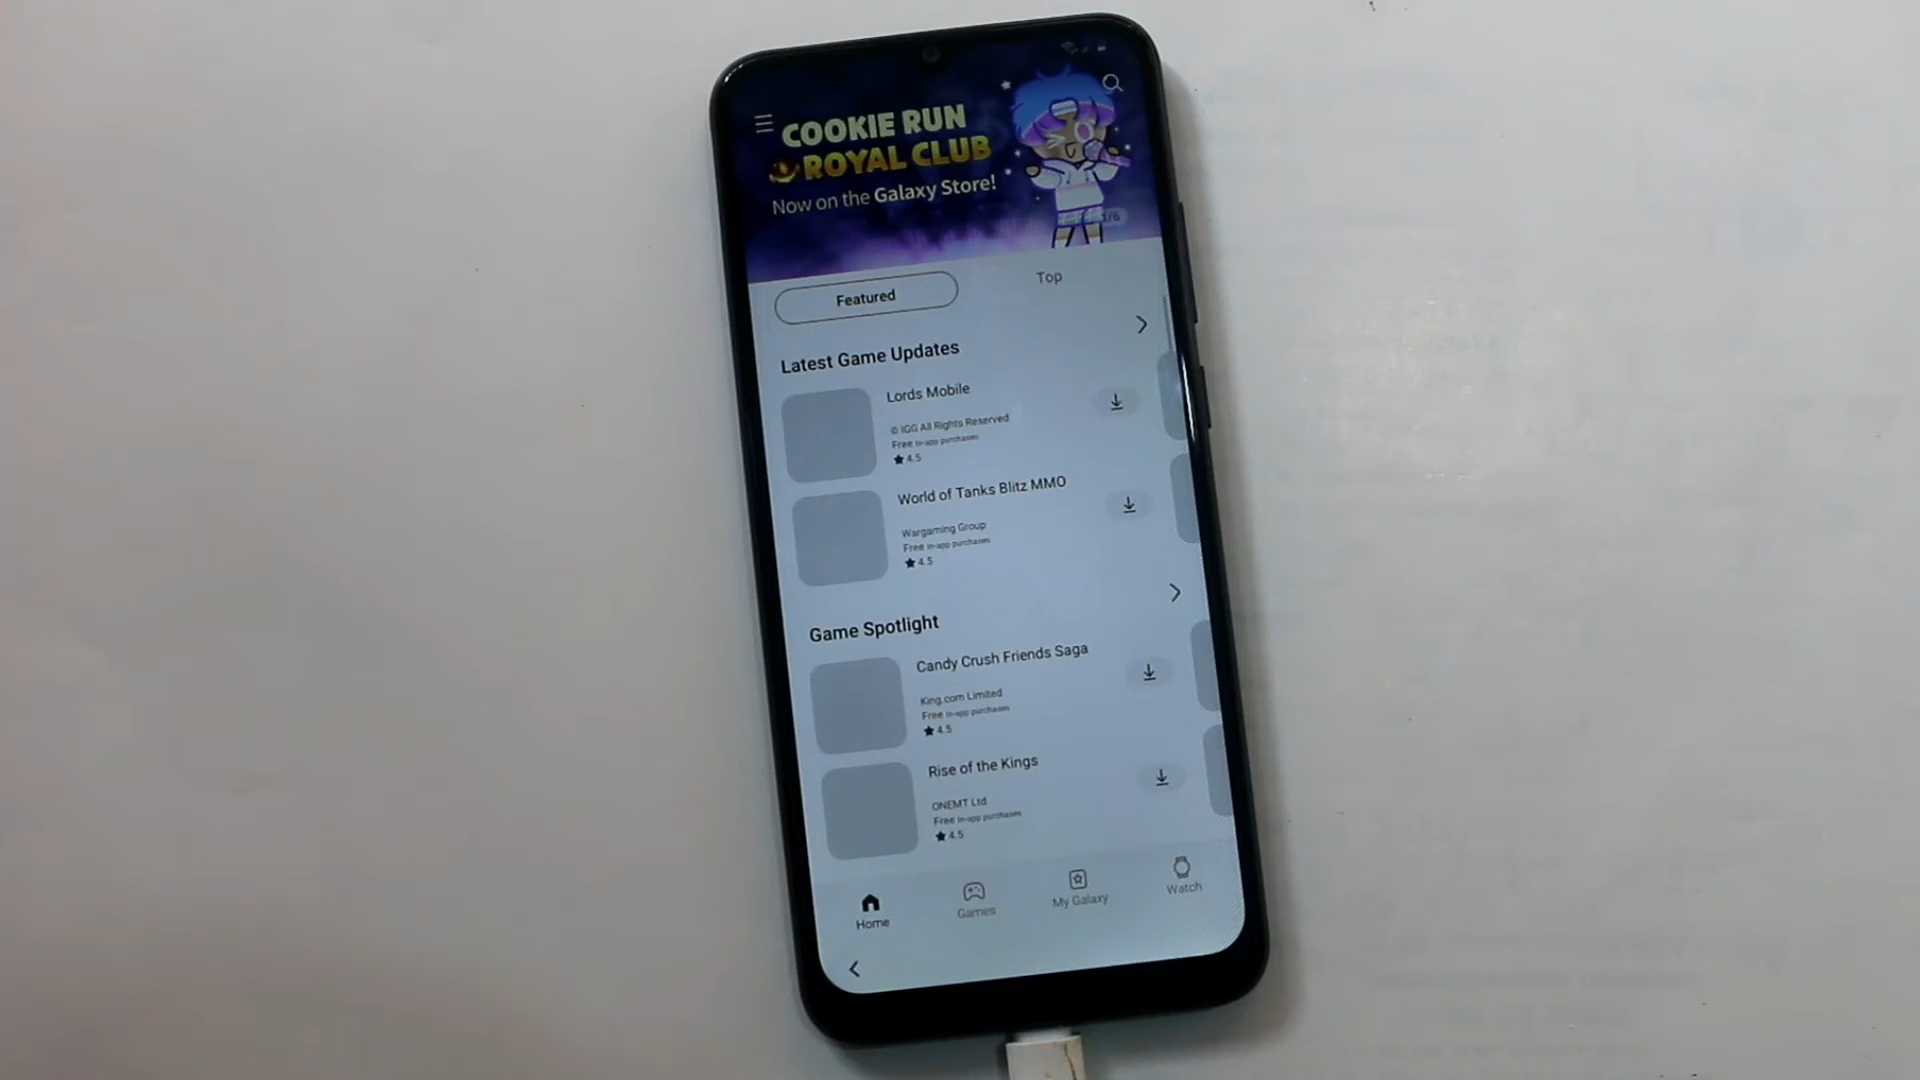 COOKIE RUN
ROYAL CLUB
Now on the Galaxy Store!
1/6
Featured
Top
Latest Game Updates
Lords Mobile
© IGG All Rights Reserved
Free In-app purchases
4.5
World of Tanks Blitz MMO
Wargaming Group
Free In-app purchases
4.5
Game Spotlight
Candy Crush Friends Saga
King.com Limited
Free In-app purchases
4.5
Rise of the Kings
ONEMT Ltd
Free In-app purchases
4.5
Home
Games
My Galaxy
Watch